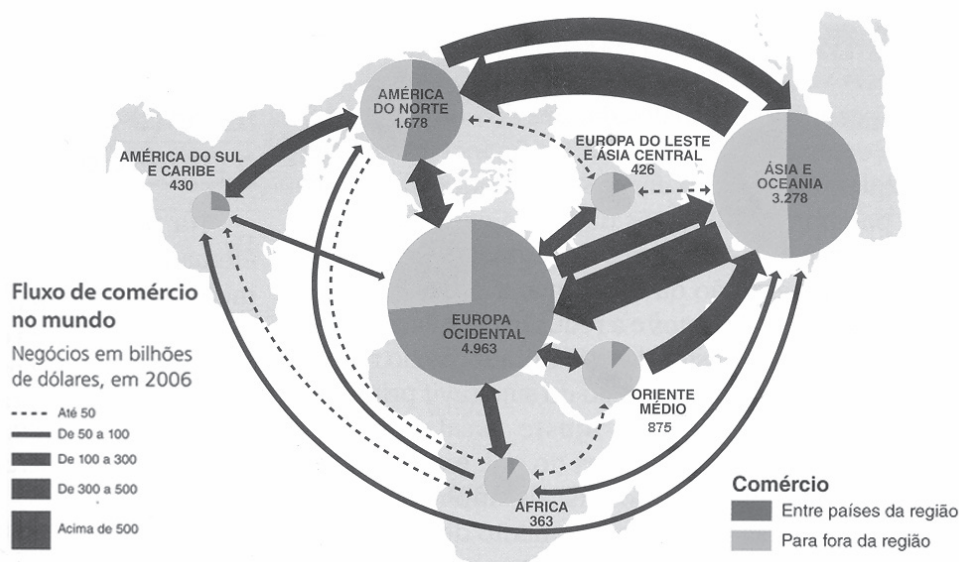 AMÉRICA
DO NORTE
1.678
EUROPA DO LESTE
E ÁSIA CENTRAL
426
ÁSIA E
OCEANIA
3.278
AMÉRICA DO SUL
E CARIBE
430
EUROPA
OCIDENTAL
4.963
ORIENTE
MÉDIO
875
ÁFRICA
363
Fluxo de comércio
no mundo
Negócios em bilhões
de dólares, em 2006
Até 50
De 50 a 100
De 100 a 300
De 300 a 500
Acima de 500
Comércio
Entre países da região
Para fora da região